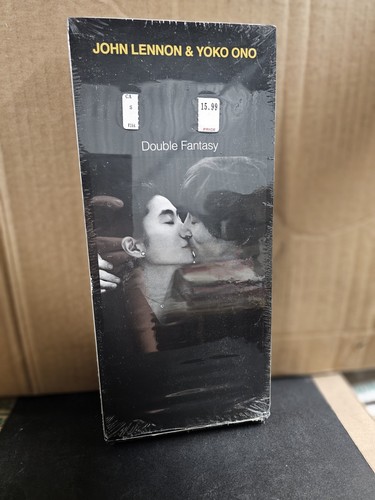 JOHN LENNON & YOKO ONO
15.99
Double Fantasy